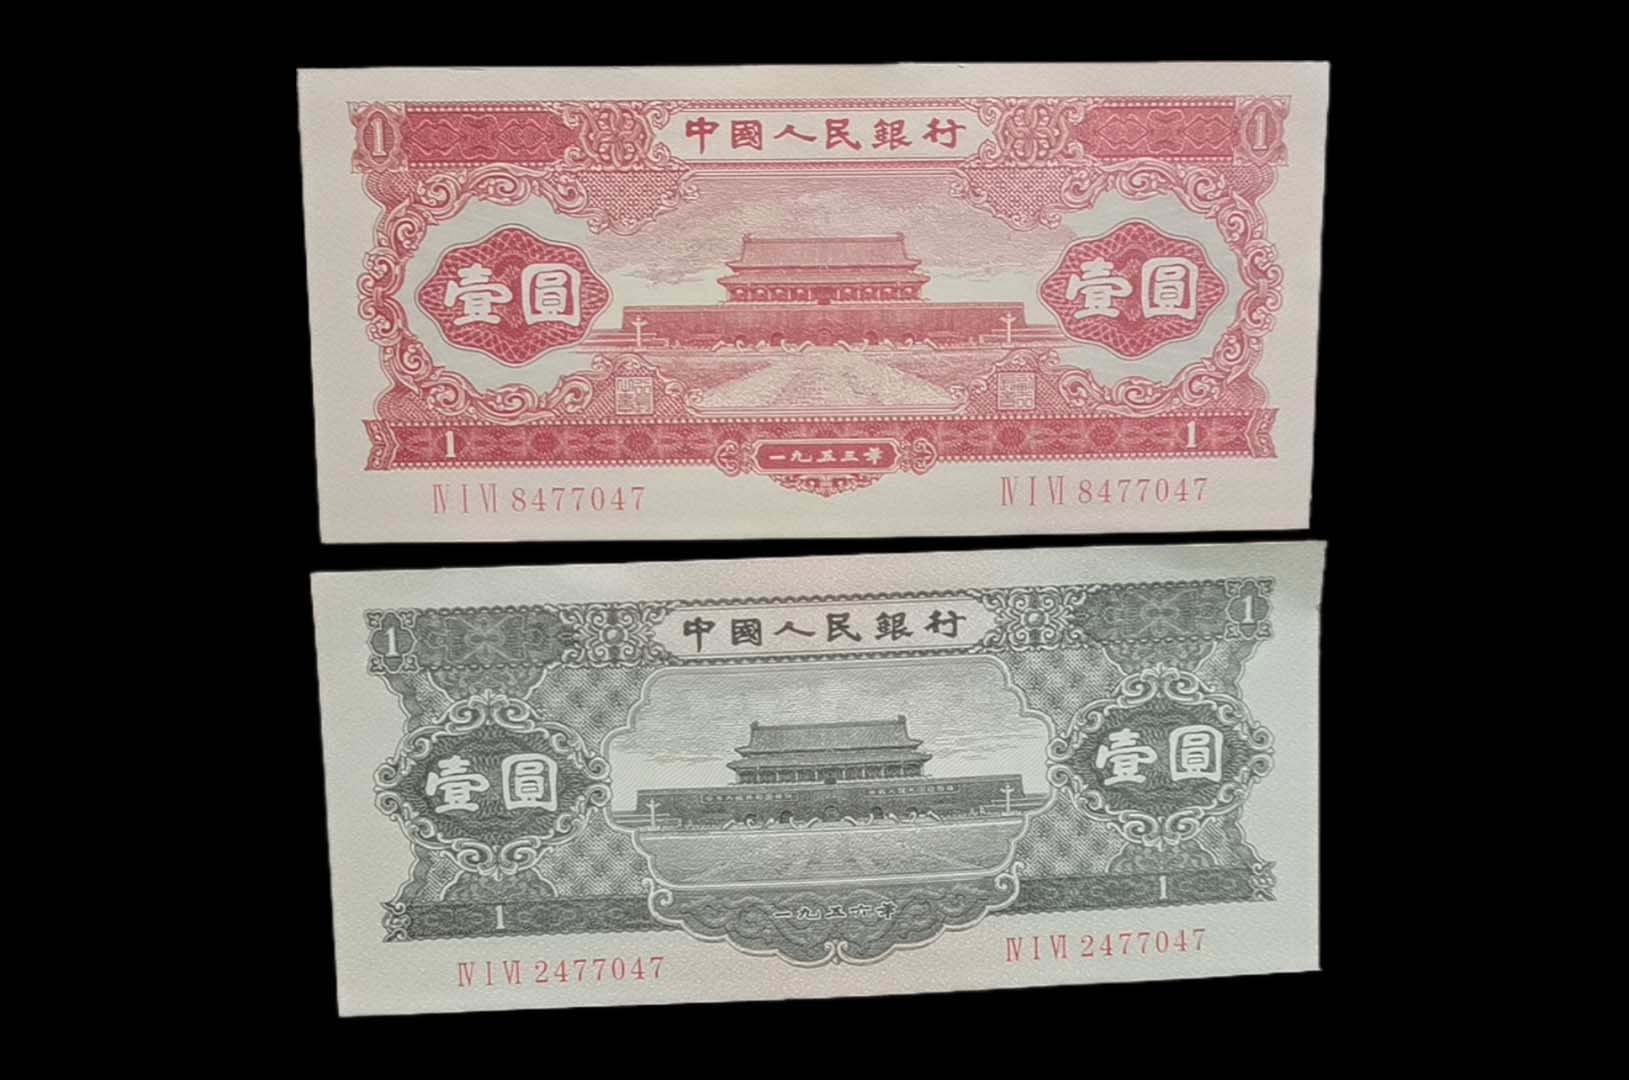 1 中國人民銀行 1
壹圓 壹圓
1 一九五三年 1
Ⅳ Ⅰ Ⅵ 8477047 Ⅳ Ⅰ Ⅵ 8477047
1 中國人民銀行 1
壹圓 壹圓
1 一九五六年 1
Ⅳ Ⅰ Ⅵ 2477047 Ⅳ Ⅰ Ⅵ 2477047